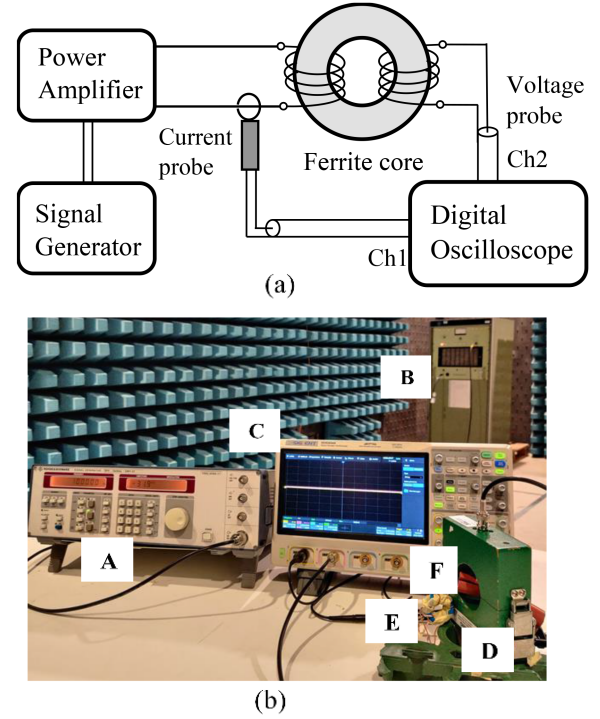 Power
Amplifier
Current
probe
Ferrite core
Voltage
probe
Ch2
Signal
Generator
Digital
Oscilloscope
Ch1
(a)
B
C
A
F
E
D
(b)